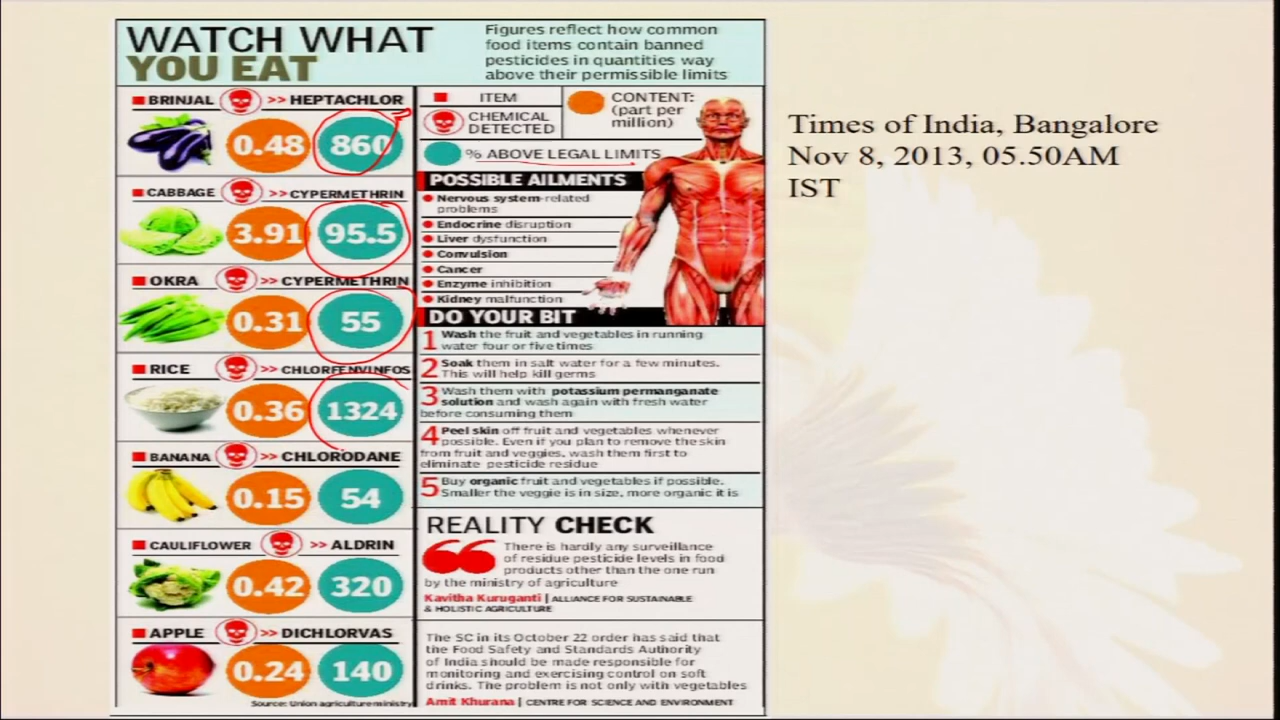 WATCH WHAT
YOU EAT
Figures reflect how common
food items contain banned
pesticides in quantities way
above their permissible limits
BRINJAL >> HEPTACHLOR
0.48 860
CABBAGE >> CYPERMETHRIN
3.91 95.5
OKRA >> CYPERMETHRIN
0.31 55
RICE >> CHLORFENVINFOS
0.36 1324
BANANA >> CHLORODANE
0.15 54
CAULIFLOWER >> ALDRIN
0.42 320
APPLE >> DICHLORVAS
0.24 140
Source: Union agriculture ministry
ITEM
CHEMICAL
DETECTED
CONTENT:
(part per
million)
% ABOVE LEGAL LIMITS
POSSIBLE AILMENTS
Nervous system-related
problems
Endocrine disruption
Liver dysfunction
Convulsion
Cancer
Enzyme inhibition
Kidney malfunction
DO YOUR BIT
1 Wash the fruit and vegetables in running
water four or five times
2 Soak them in salt water for a few minutes.
This will help kill germs
3 Wash them with potassium permanganate
solution and wash again with fresh water
before consuming them
4 Peel skin off fruit and vegetables whenever
possible. Even if you plan to remove the skin
from fruit and veggies, wash them first to
eliminate pesticide residue
5 Buy organic fruit and vegetables if possible.
Smaller the veggie is in size, more organic it is
REALITY CHECK
There is hardly any surveillance
of residue pesticide levels in food
products other than the one run
by the ministry of agriculture
Kavitha Kuruganti | ALLIANCE FOR SUSTAINABLE
& HOLISTIC AGRICULTURE
The SC in its October 22 order has said that
the Food Safety and Standards Authority
of India should be made responsible for
monitoring and exercising control on soft
drinks. The problem is not only with vegetables
Amit Khurana | CENTRE FOR SCIENCE AND ENVIRONMENT
Times of India, Bangalore
Nov 8, 2013, 05.50AM
IST